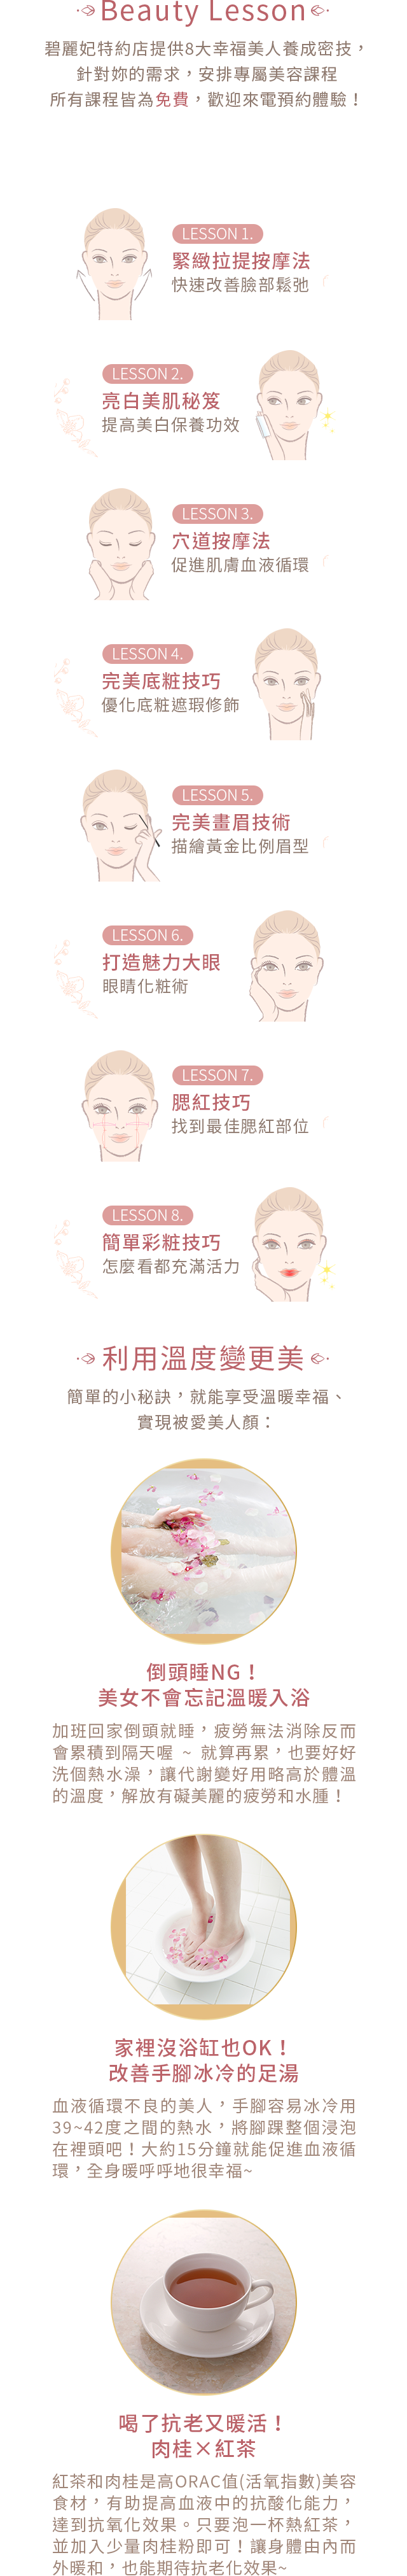 Beauty Lesson
碧麗妃特約店提供8大幸福美人養成密技，
針對妳的需求，安排專屬美容課程
所有課程皆為免費，歡迎來電預約體驗！
LESSON 1.
緊緻拉提按摩法
快速改善臉部鬆弛
LESSON 2.
亮白美肌秘笈
提高美白保養功效
LESSON 3.
穴道按摩法
促進肌膚血液循環
LESSON 4.
完美底粧技巧
優化底粧遮瑕修飾
LESSON 5.
完美畫眉技術
描繪黃金比例眉型
LESSON 6.
打造魅力大眼
眼睛化粧術
LESSON 7.
腮紅技巧
找到最佳腮紅部位
LESSON 8.
簡單彩粧技巧
怎麼看都充滿活力
利用溫度變更美
簡單的小秘訣，就能享受溫暖幸福、
實現被愛美人顏：
倒頭睡NG！
美女不會忘記溫暖入浴
加班回家倒頭就睡，疲勞無法消除反而
會累積到隔天喔 ~ 就算再累，也要好好
洗個熱水澡，讓代謝變好用略高於體溫
的溫度，解放有礙美麗的疲勞和水腫！
家裡沒浴缸也OK！
改善手腳冰冷的足湯
血液循環不良的美人，手腳容易冰冷用
39~42度之間的熱水，將腳踝整個浸泡
在裡頭吧！大約15分鐘就能促進血液循
環，全身暖呼呼地很幸福~
喝了抗老又暖活！
肉桂×紅茶
紅茶和肉桂是高ORAC值(活氧指數)美容
食材，有助提高血液中的抗酸化能力，
達到抗氧化效果。只要泡一杯熱紅茶，
並加入少量肉桂粉即可！讓身體由內而
外暖和，也能期待抗老化效果~